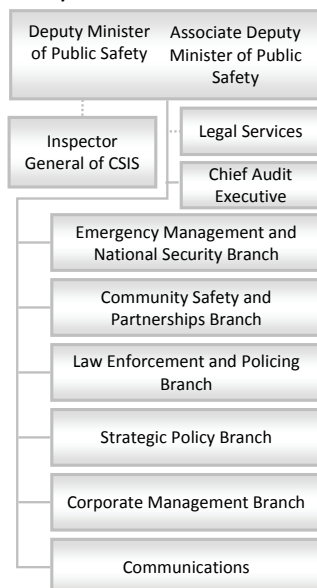 Deputy Minister
of Public Safety
Associate Deputy
Minister of Public
Safety
Inspector
General of CSIS
Legal Services
Chief Audit
Executive
Emergency Management and
National Security Branch
Community Safety and
Partnerships Branch
Law Enforcement and Policing
Branch
Strategic Policy Branch
Corporate Management Branch
Communications